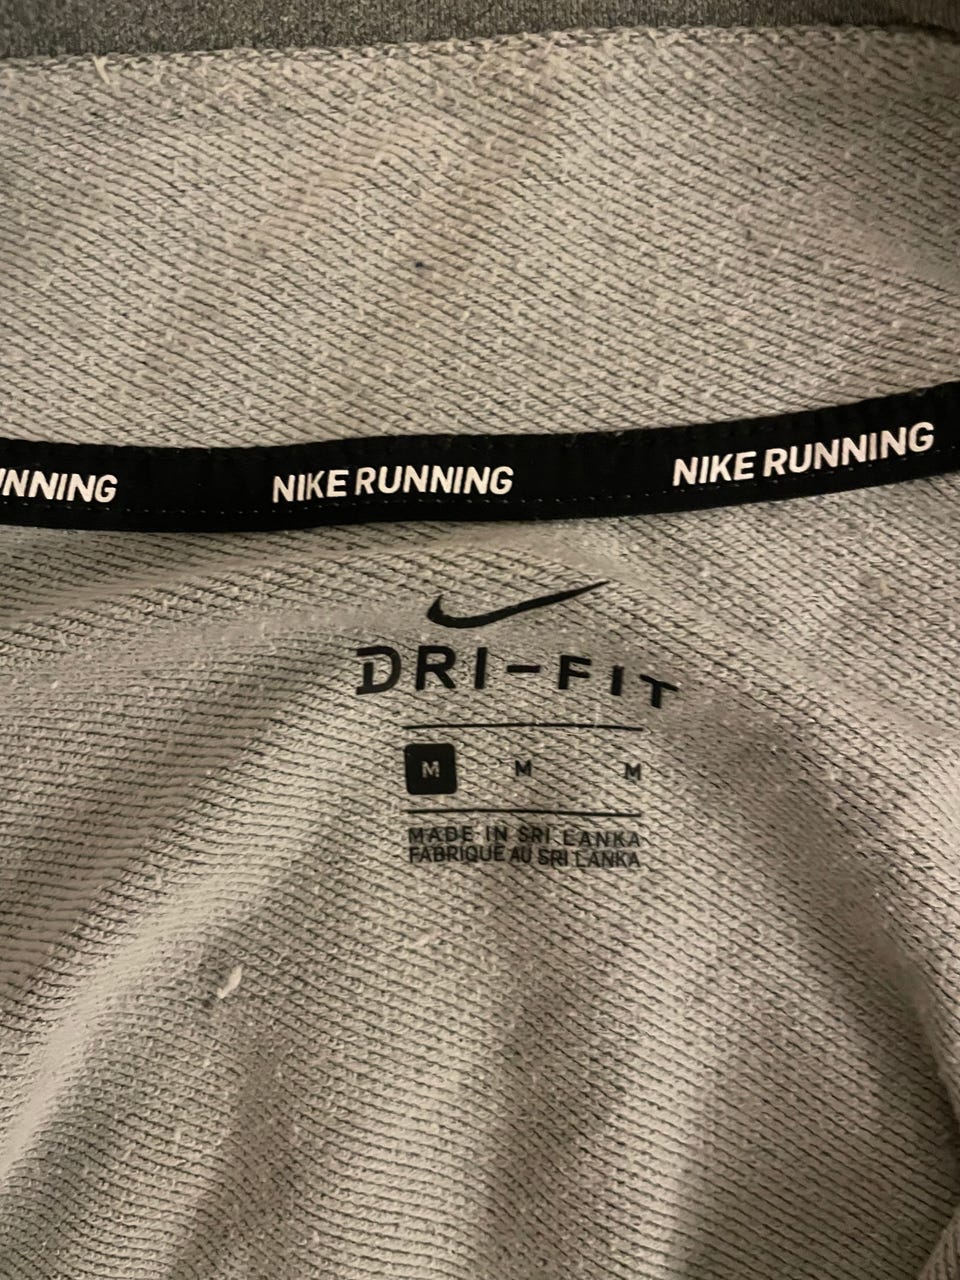 NNING NIKE RUNNING NIKE RUNNING
DRI-FIT
M M M
MADE IN SRI LANKA
FABRIQUE AU SRI LANKA